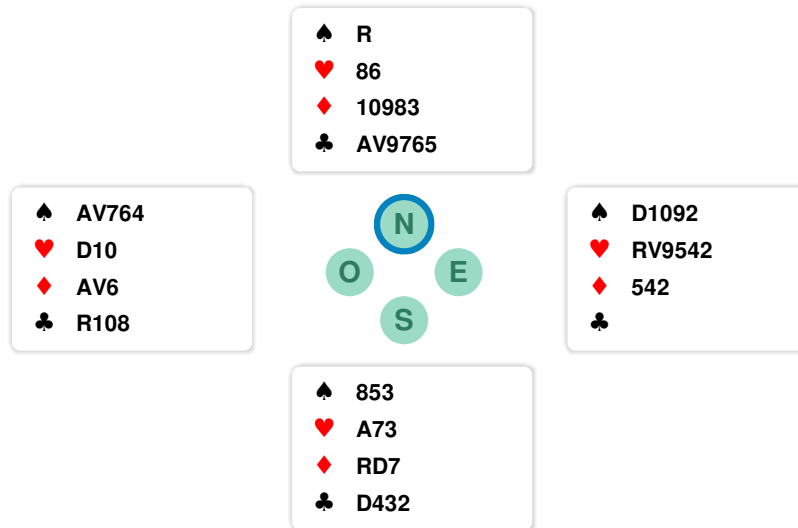 ♠ R
♥ 86
♦ 10983
♣ AV9765
♠ AV764
♥ D10
♦ AV6
♣ R108
N
O
E
S
♠ D1092
♥ RV9542
♦ 542
♣
♠ 853
♥ A73
♦ RD7
♣ D432